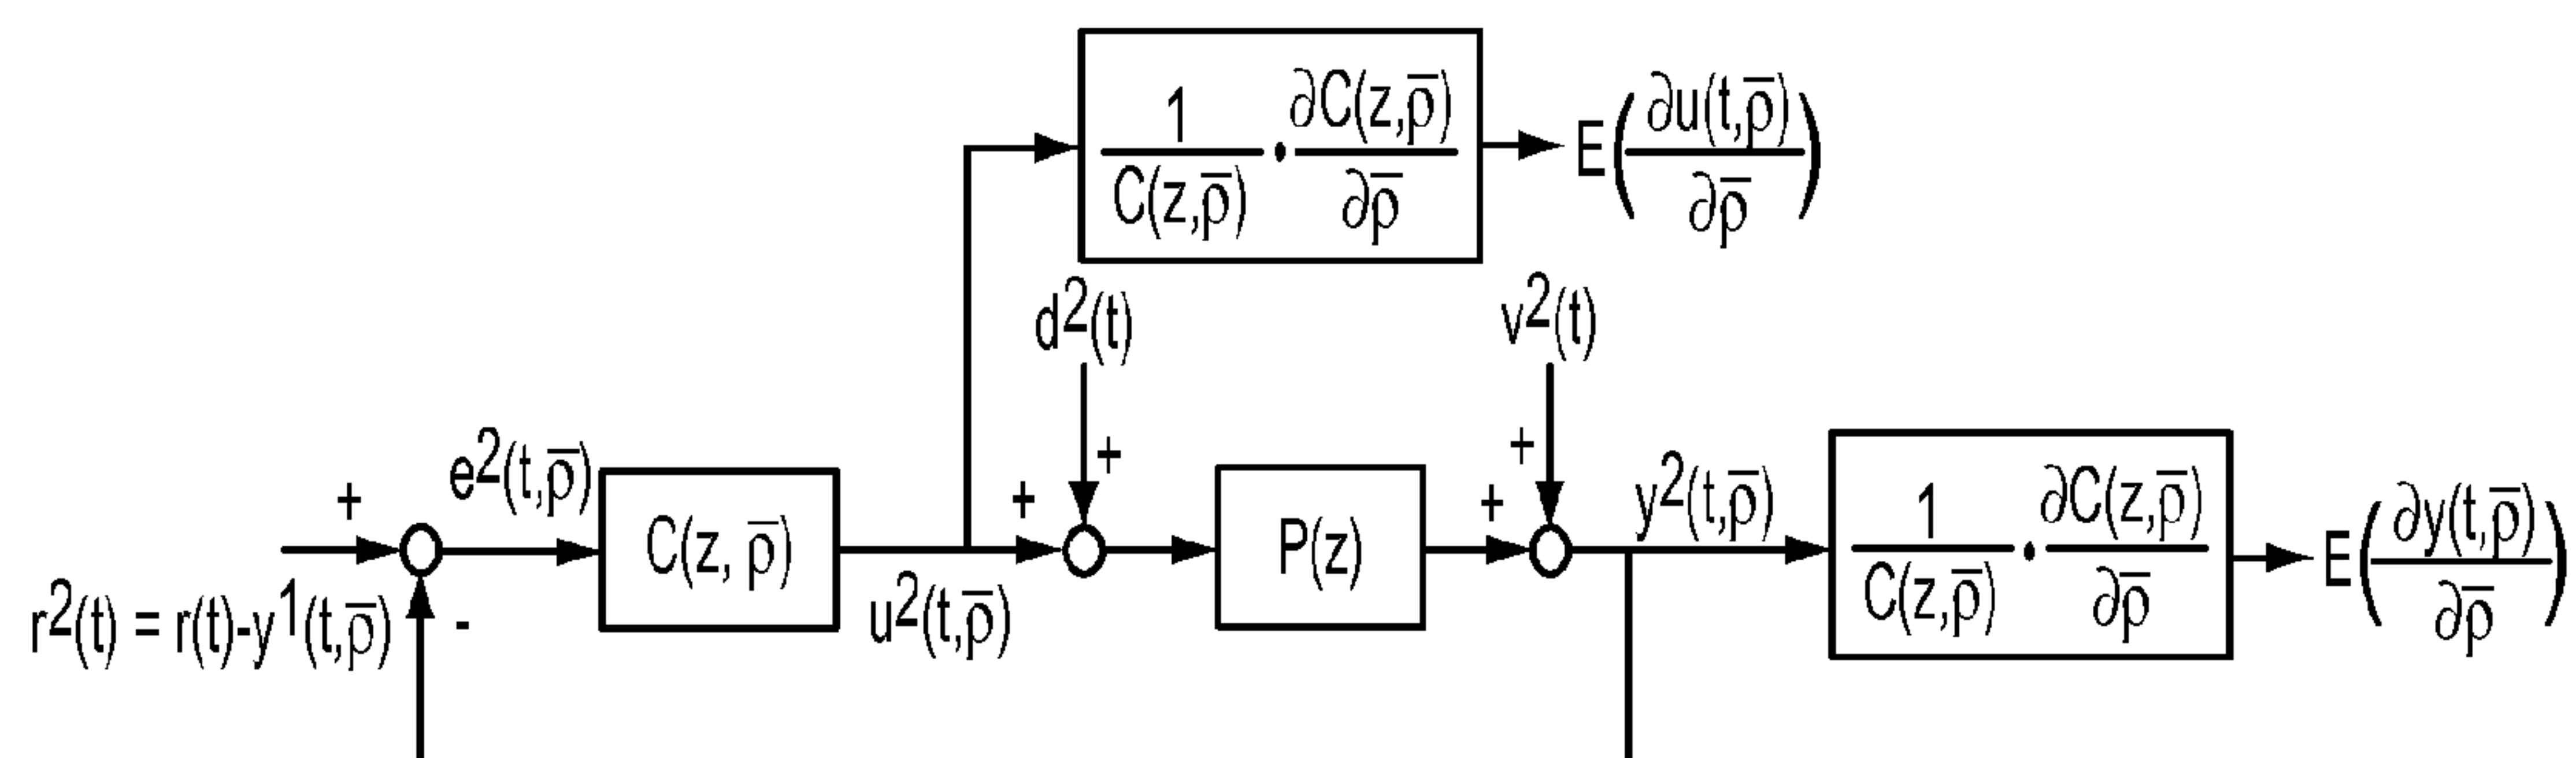 1/C(z,ρ̅) • ∂C(z,ρ̅)/∂ρ̅
E(∂u(t,ρ̅)/∂ρ̅)
d²(t)
v²(t)
+
+
+
e²(t,ρ̅)
C(z, ρ̅)
+
P(z)
+
y²(t,ρ̅)
1/C(z,ρ̅) • ∂C(z,ρ̅)/∂ρ̅
E(∂y(t,ρ̅)/∂ρ̅)
r²(t) = r(t)-y¹(t,ρ̅)
-
u²(t,ρ̅)